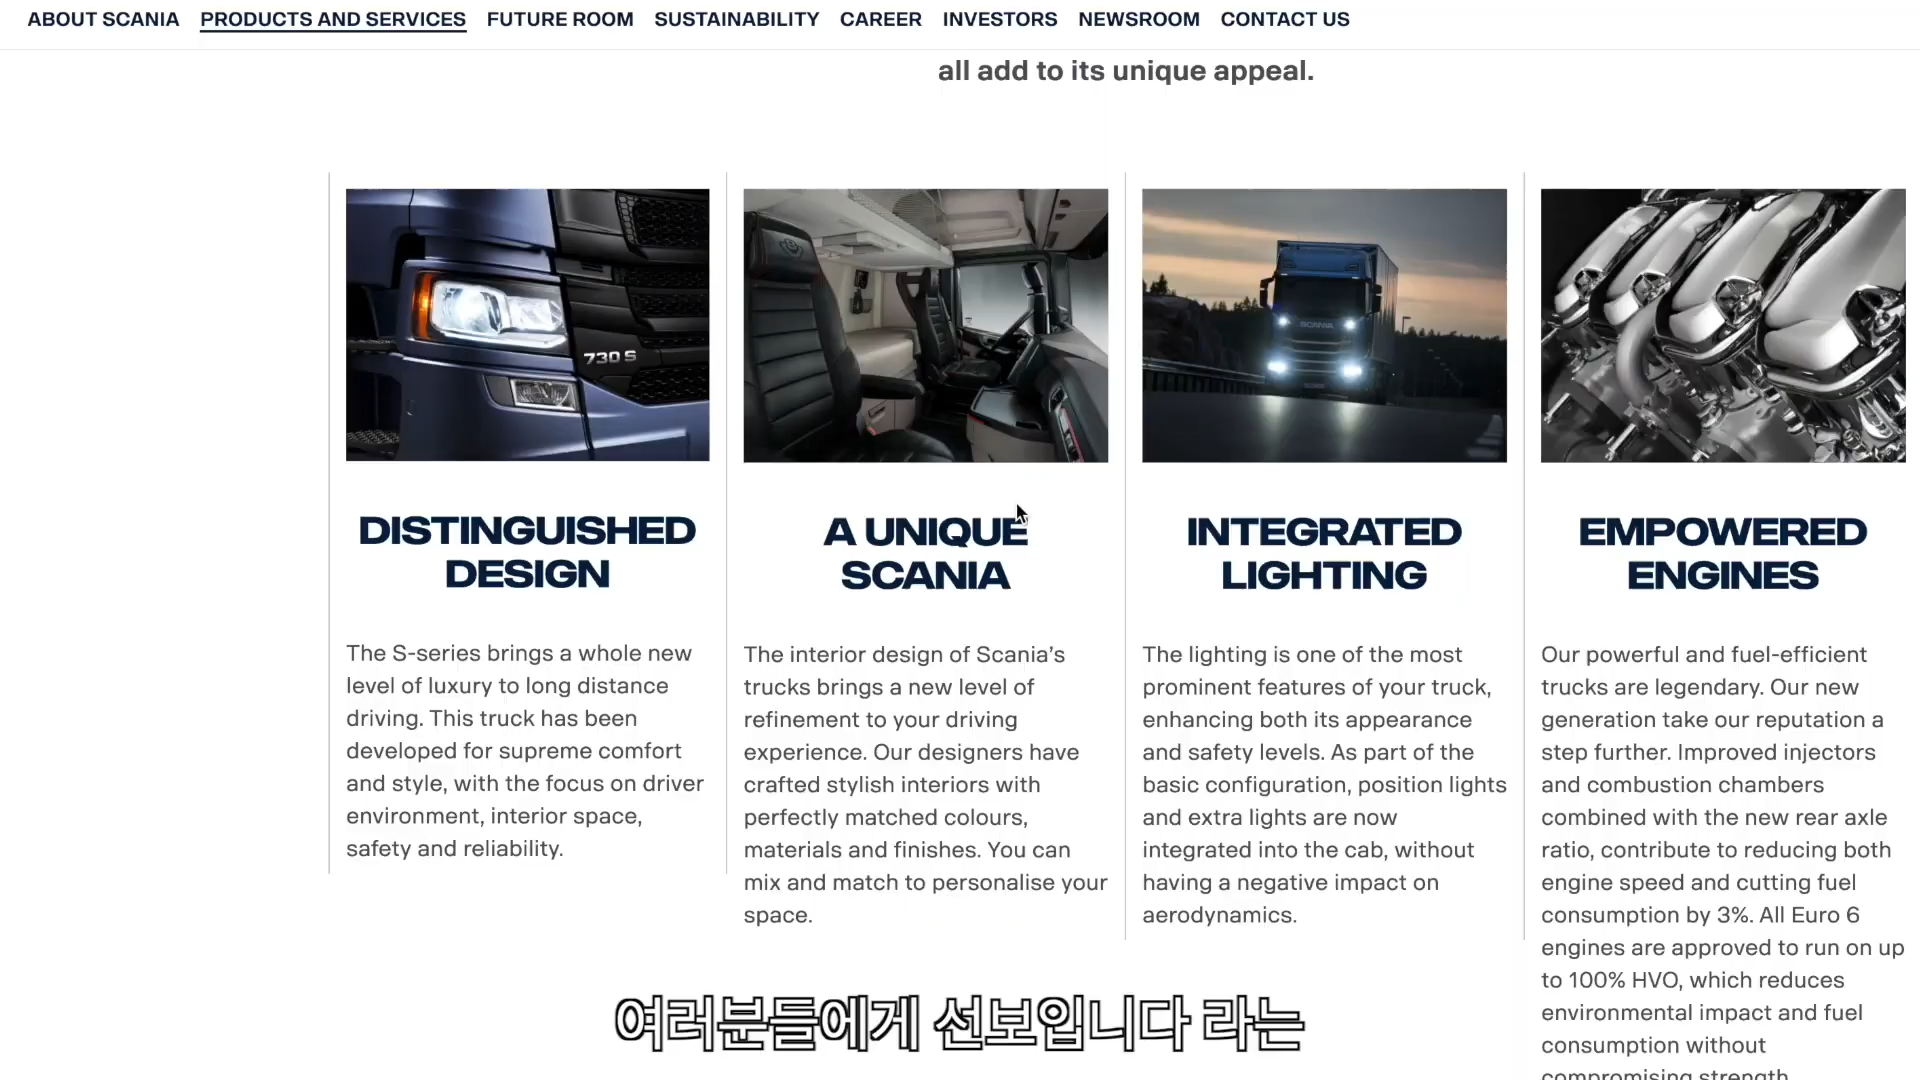 ABOUT SCANIA PRODUCTS AND SERVICES FUTURE ROOM SUSTAINABILITY CAREER INVESTORS NEWSROOM CONTACT US
all add to its unique appeal.
730 S
SCANIA
DISTINGUISHED
DESIGN
The S-series brings a whole new
level of luxury to long distance
driving. This truck has been
developed for supreme comfort
and style, with the focus on driver
environment, interior space,
safety and reliability.
A UNIQUE
SCANIA
The interior design of Scania’s
trucks brings a new level of
refinement to your driving
experience. Our designers have
crafted stylish interiors with
perfectly matched colours,
materials and finishes. You can
mix and match to personalise your
space.
INTEGRATED
LIGHTING
The lighting is one of the most
prominent features of your truck,
enhancing both its appearance
and safety levels. As part of the
basic configuration, position lights
and extra lights are now
integrated into the cab, without
having a negative impact on
aerodynamics.
EMPOWERED
ENGINES
Our powerful and fuel-efficient
trucks are legendary. Our new
generation take our reputation a
step further. Improved injectors
and combustion chambers
combined with the new rear axle
ratio, contribute to reducing both
engine speed and cutting fuel
consumption by 3%. All Euro 6
engines are approved to run on up
to 100% HVO, which reduces
environmental impact and fuel
consumption without
compromising strength
여러분들에게 선보입니다 라는